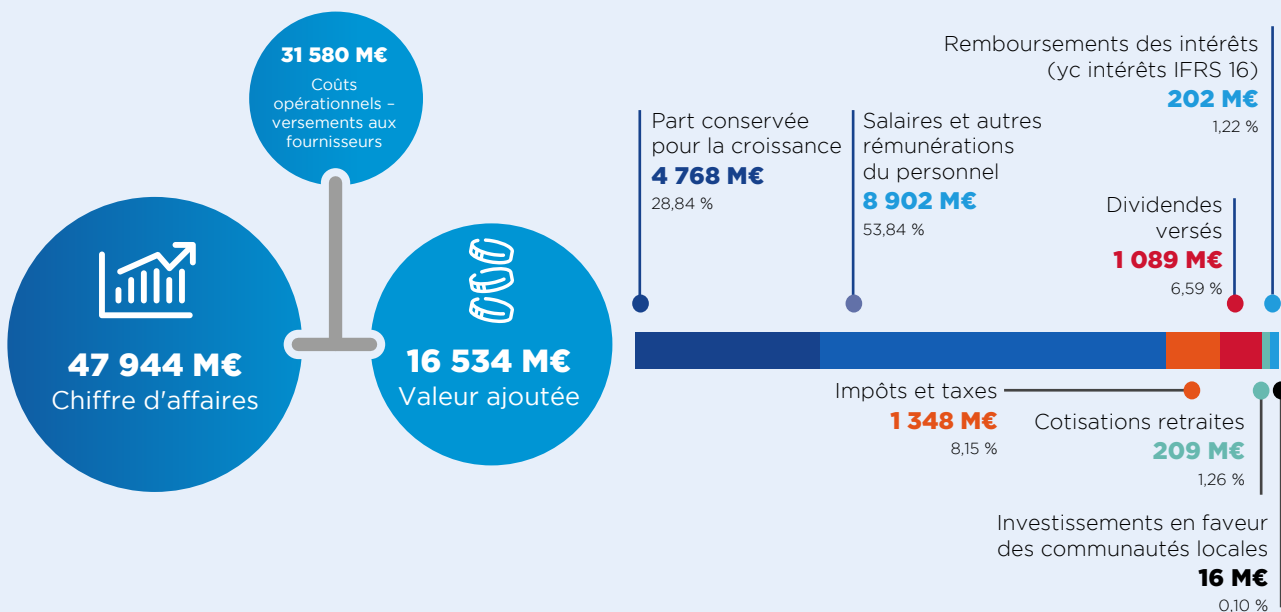 31 580 M€
Coûts
opérationnels –
versements aux
fournisseurs
47 944 M€
Chiffre d'affaires
16 534 M€
Valeur ajoutée
Part conservée
pour la croissance
4 768 M€
28,84 %
Salaires et autres
rémunérations
du personnel
8 902 M€
53,84 %
Remboursements des intérêts
(yc intérêts IFRS 16)
202 M€
1,22 %
Dividendes
versés
1 089 M€
6,59 %
Impôts et taxes
1 348 M€
8,15 %
Cotisations retraites
209 M€
1,26 %
Investissements en faveur
des communautés locales
16 M€
0,10 %